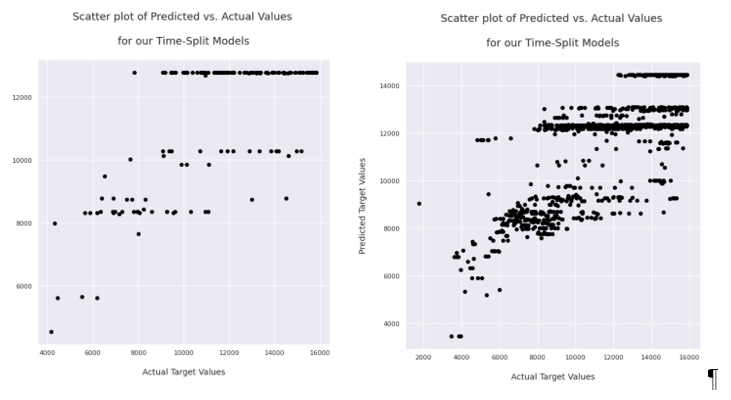 Scatter plot of Predicted vs. Actual Values
for our Time-Split Models
12000
10000
8000
6000
4000 6000 8000 10000 12000 14000 16000
Actual Target Values
Scatter plot of Predicted vs. Actual Values
for our Time-Split Models
Predicted Target Values
14000
12000
10000
8000
6000
4000
2000 4000 6000 8000 10000 12000 14000 16000
Actual Target Values
¶